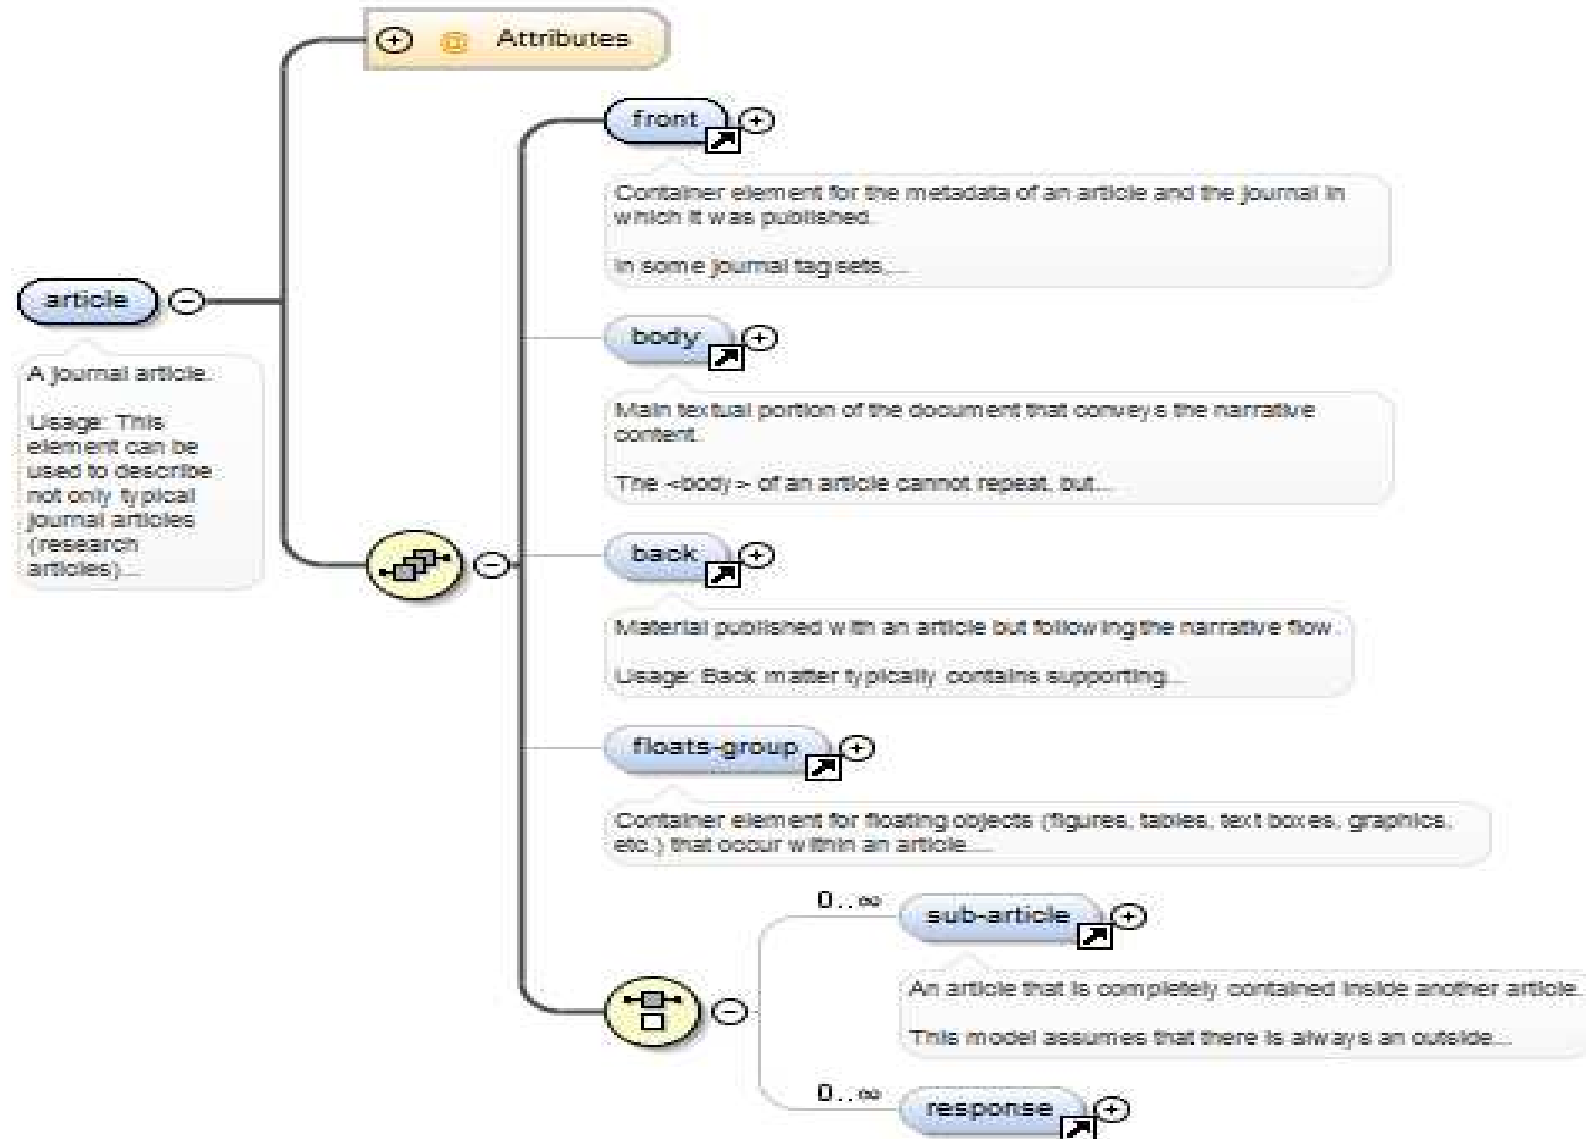 Attributes
front
Container element for the metadata of an article and the journal in
which it was published.
In some journal tag sets,...
article
A journal article.
Usage: This
element can be
used to describe
not only typical
journal articles
(research
articles)...
body
Main textual portion of the document that conveys the narrative
content.
The <body> of an article cannot repeat, but...
back
Material published with an article but following the narrative flow.
Usage: Back matter typically contains supporting...
floats-group
Container element for floating objects (figures, tables, text boxes, graphics,
etc.) that occur within an article....
0..∞
sub-article
An article that is completely contained inside another article.
This model assumes that there is always an outside...
0..∞
response